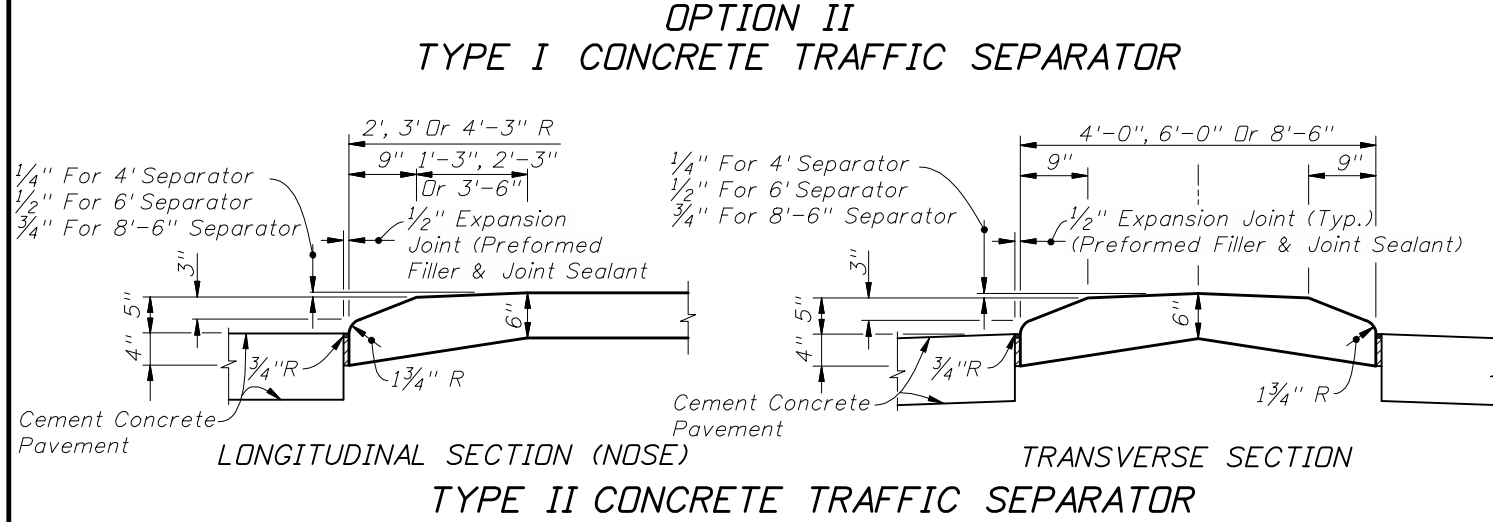 OPTION II
TYPE I CONCRETE TRAFFIC SEPARATOR
2', 3' Or 4'-3" R
9" 1'-3", 2'-3"
Or 3'-6"
1/4" For 4' Separator
1/2" For 6' Separator
3/4" For 8'-6" Separator
1/2" Expansion
Joint (Preformed
Filler & Joint Sealant
3"
5"
4"
6"
3/4"R
1 3/4" R
Cement Concrete
Pavement
LONGITUDINAL SECTION (NOSE)
4'-0", 6'-0" Or 8'-6"
9"
9"
1/4" For 4' Separator
1/2" For 6' Separator
3/4" For 8'-6" Separator
1/2" Expansion Joint (Typ.)
(Preformed Filler & Joint Sealant)
3"
5"
4"
6"
3/4"R
1 3/4" R
Cement Concrete
Pavement
TRANSVERSE SECTION
TYPE II CONCRETE TRAFFIC SEPARATOR